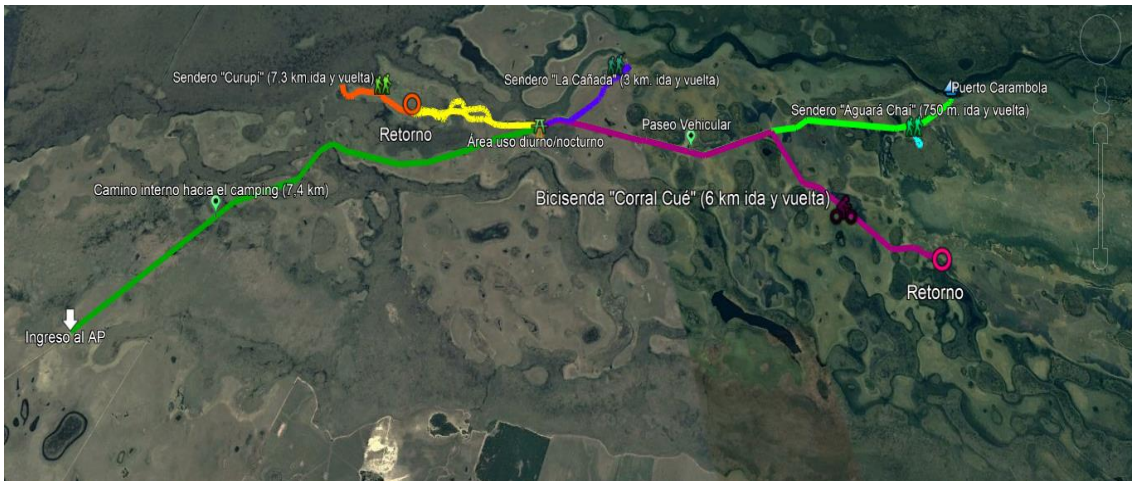 Sendero "Curupí" (7,3 km.ida y vuelta)
Sendero "La Cañada" (3 km. ida y vuelta)
Puerto Carambola
Sendero "Aguará Chaí" (750 m. ida y vuelta)
Retorno
Área uso diurno/nocturno
Paseo Vehicular
Camino interno hacia el camping (7,4 km)
Bicisenda "Corral Cué" (6 km ida y vuelta)
Retorno
Ingreso al AP